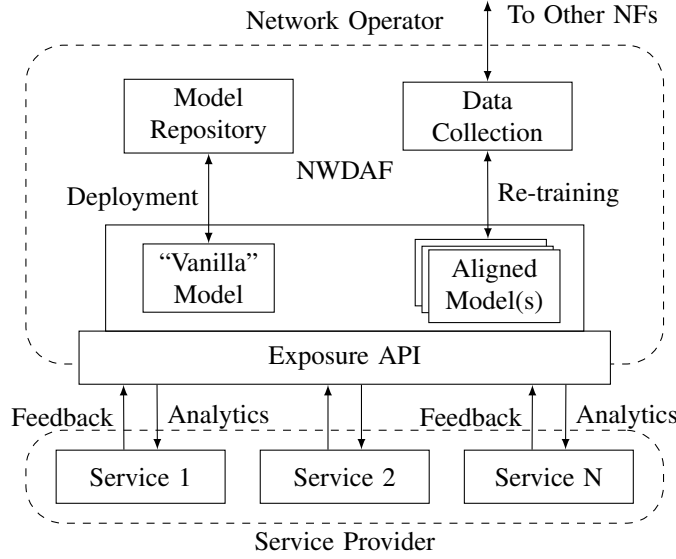 Network Operator
To Other NFs
Model
Repository
Data
Collection
NWDAF
Deployment
Re-training
“Vanilla”
Model
Aligned
Model(s)
Exposure API
Feedback
Analytics
Feedback
Analytics
Service 1
Service 2
Service N
Service Provider